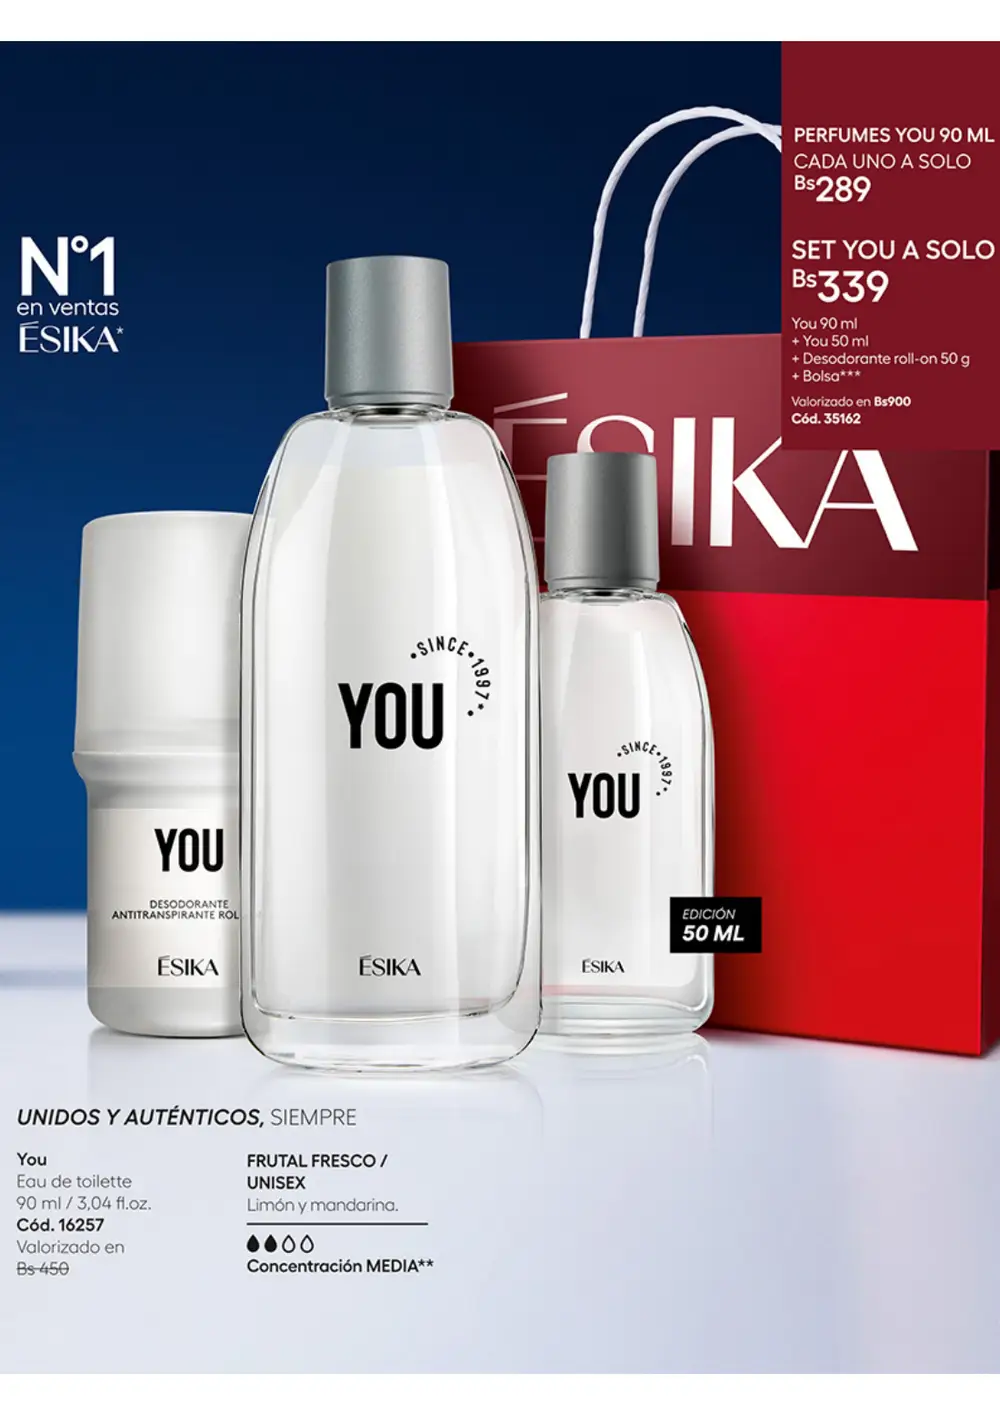 PERFUMES YOU 90 ML
CADA UNO A SOLO
Bs289
SET YOU A SOLO
Bs339
You 90 ml
+ You 50 ml
+ Desodorante roll-on 50 g
+ Bolsa***
Valorizado en Bs900
Cód. 35162
N°1
en ventas
ÉSIKA*
ÉSIKA
•SINCE•1997•
YOU
ÉSIKA
•SINCE•1997•
YOU
ÉSIKA
EDICIÓN
50 ML
YOU
DESODORANTE
ANTITRANSPIRANTE ROL
ÉSIKA
UNIDOS Y AUTÉNTICOS, SIEMPRE
You
Eau de toilette
90 ml / 3,04 fl.oz.
Cód. 16257
Valorizado en
Bs 450
FRUTAL FRESCO /
UNISEX
Limón y mandarina.
Concentración MEDIA**